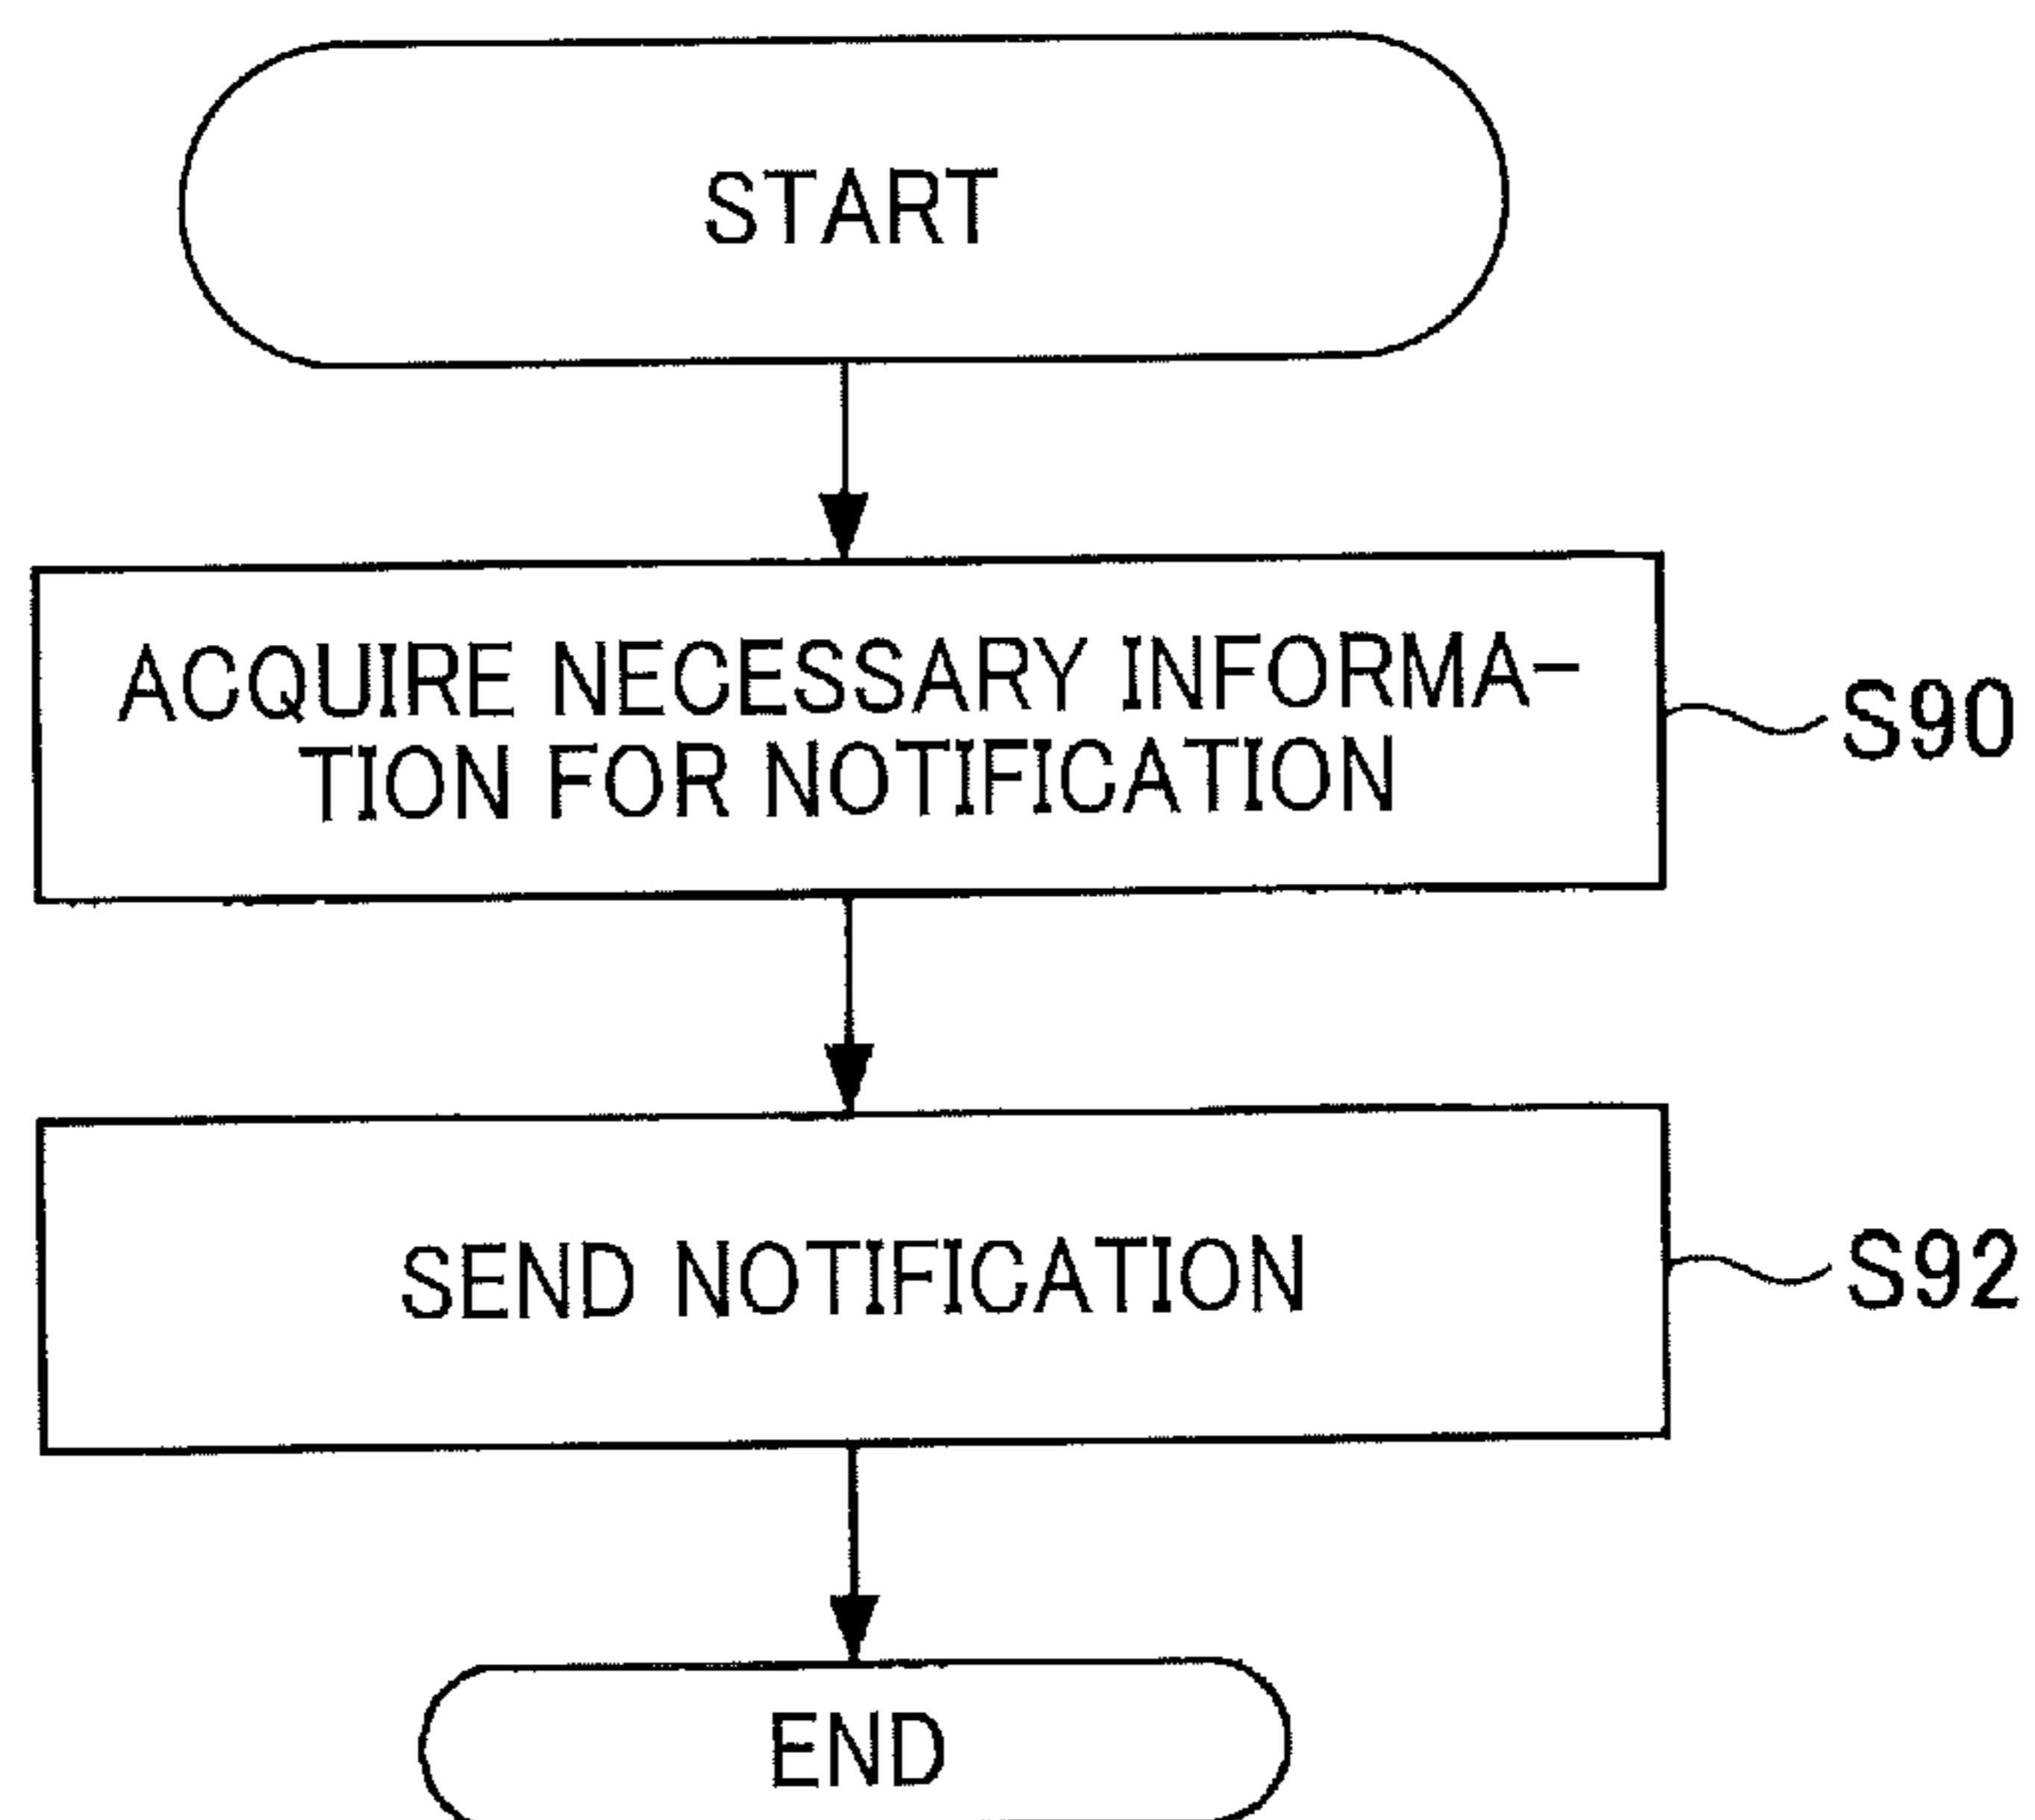 START
ACQUIRE NECESSARY INFORMA-
TION FOR NOTIFICATION
S90
SEND NOTIFICATION
S92
END